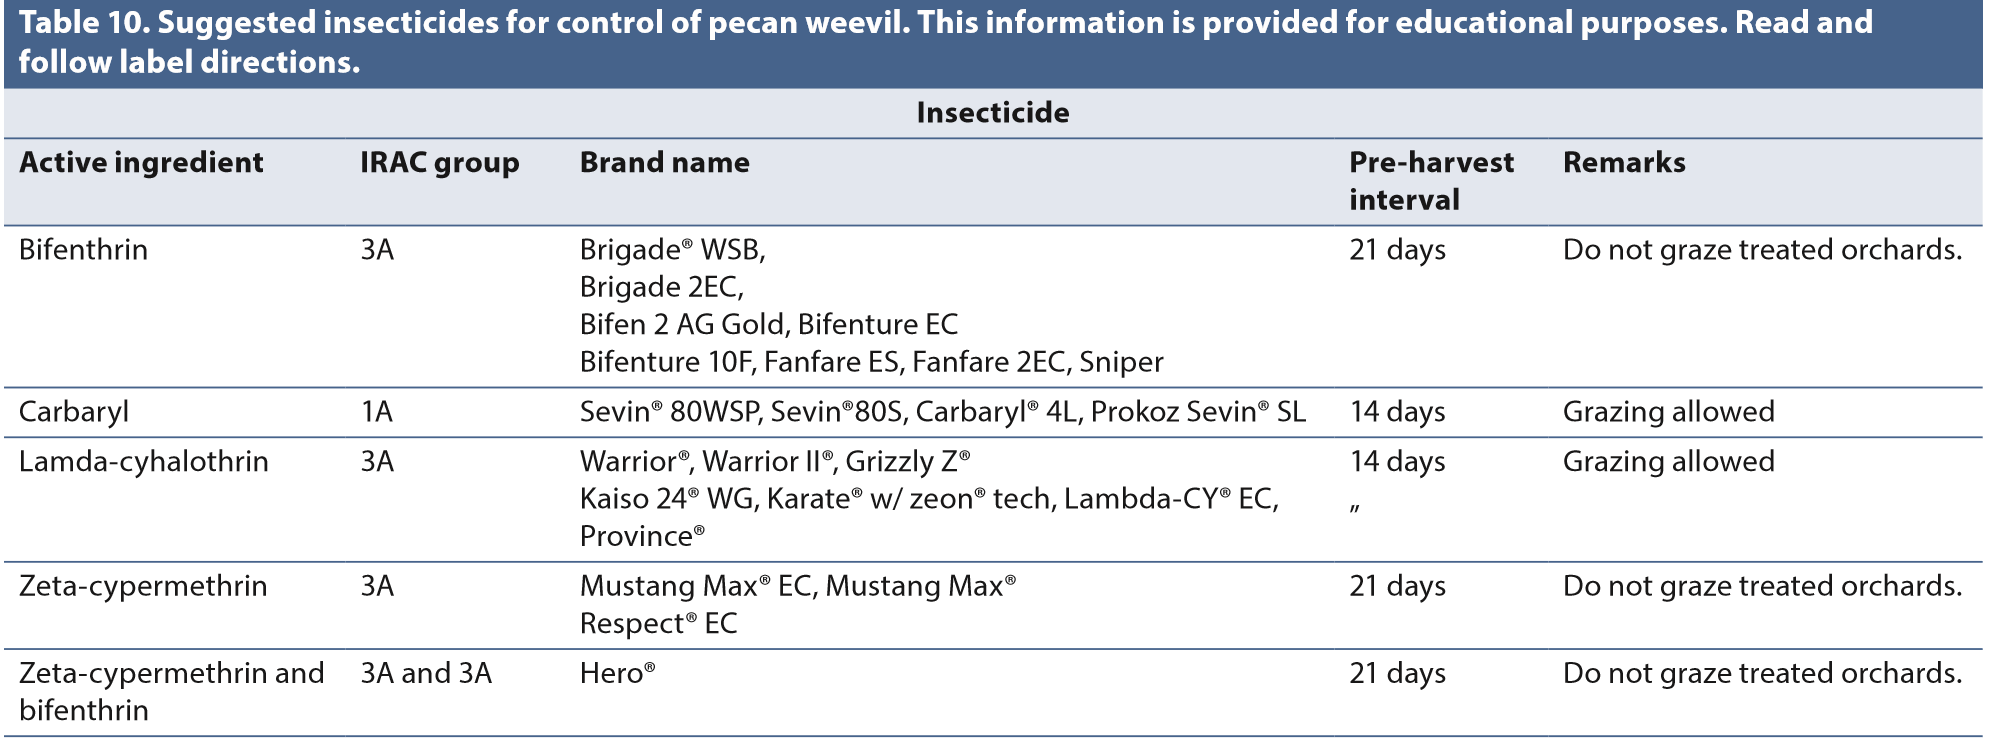 Table 10. Suggested insecticides for control of pecan weevil. This information is provided for educational purposes. Read and
follow label directions.
Insecticide
Active ingredient IRAC group Brand name Pre-harvest interval Remarks
Bifenthrin 3A Brigade® WSB, 21 days Do not graze treated orchards.
Brigade 2EC,
Bifen 2 AG Gold, Bifenture EC
Bifenture 10F, Fanfare ES, Fanfare 2EC, Sniper
Carbaryl 1A Sevin® 80WSP, Sevin®80S, Carbaryl® 4L, Prokoz Sevin® SL 14 days Grazing allowed
Lamda-cyhalothrin 3A Warrior®, Warrior II®, Grizzly Z® 14 days Grazing allowed
Kaiso 24® WG, Karate® w/ zeon® tech, Lambda-CY® EC, „
Province®
Zeta-cypermethrin 3A Mustang Max® EC, Mustang Max® 21 days Do not graze treated orchards.
Respect® EC
Zeta-cypermethrin and 3A and 3A Hero® 21 days Do not graze treated orchards.
bifenthrin